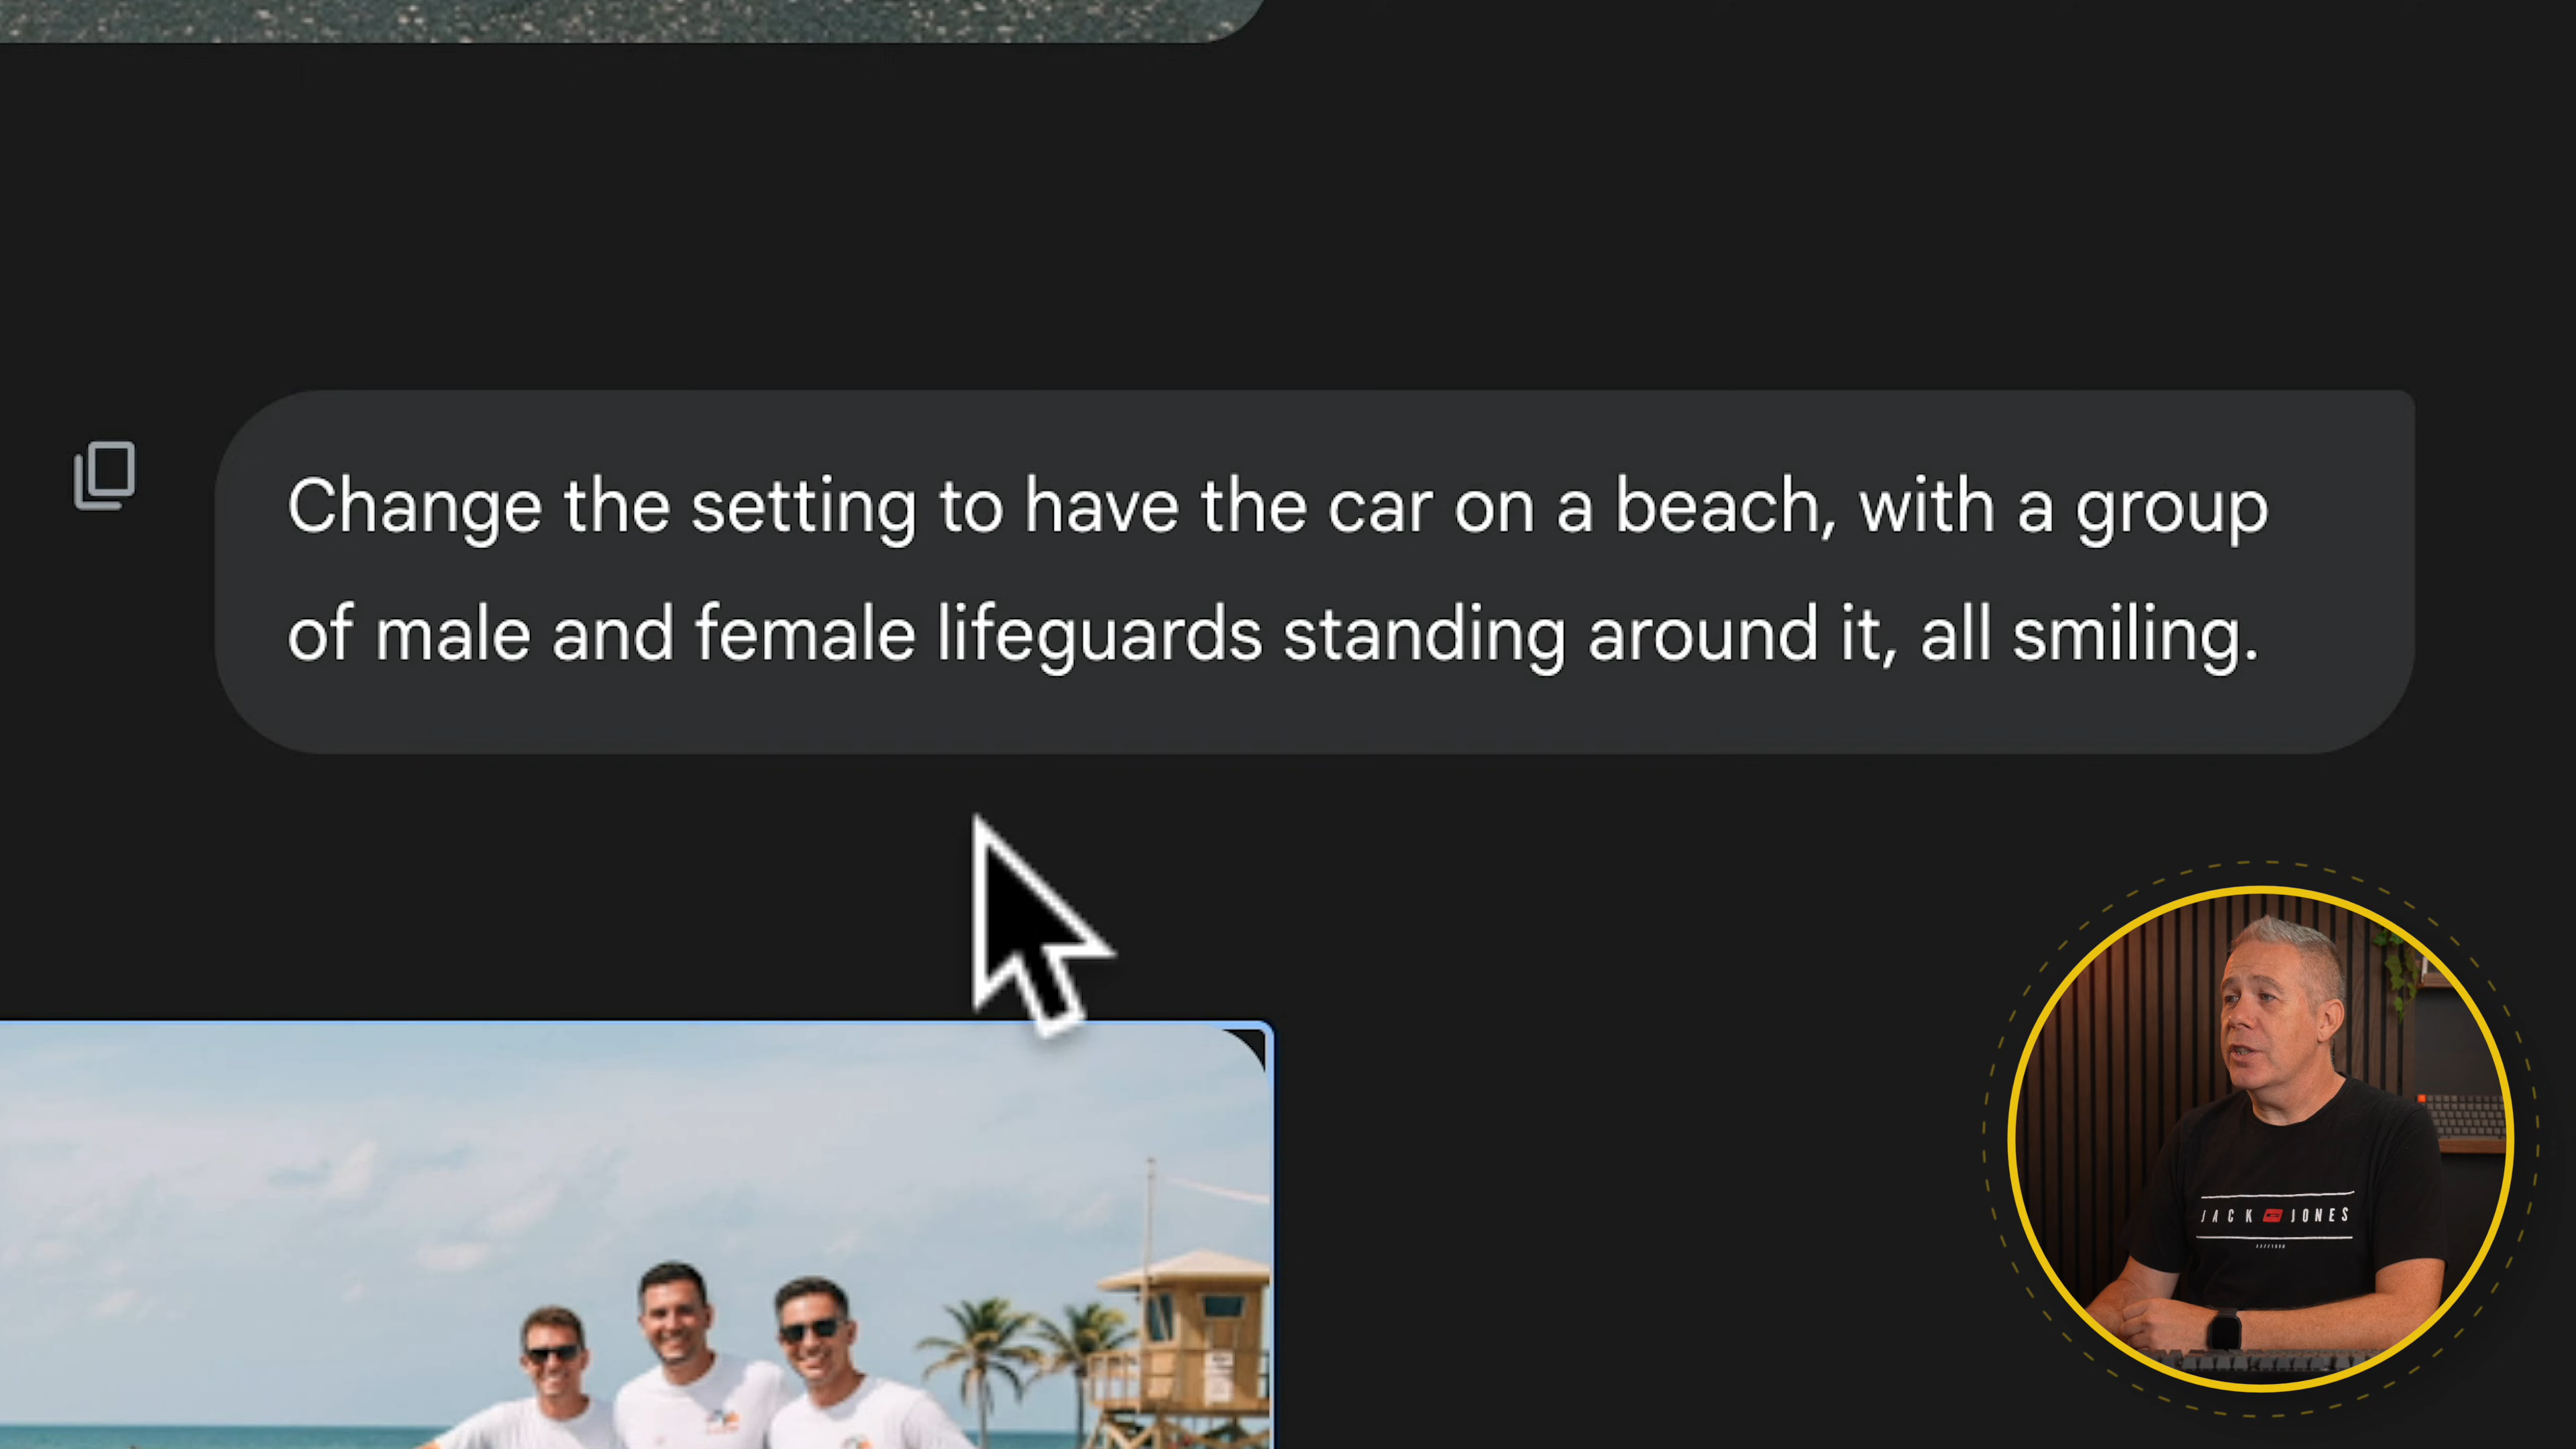 Change the setting to have the car on a beach, with a group
of male and female lifeguards standing around it, all smiling.
JACK JONES